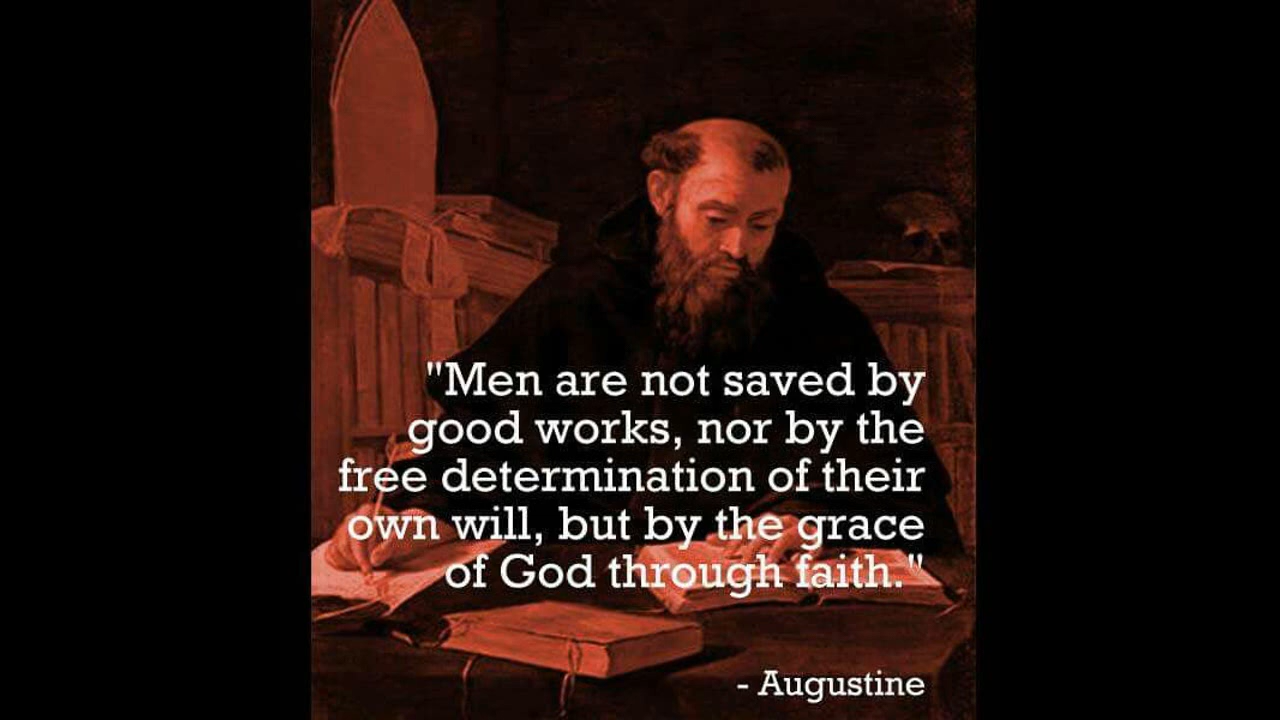 "Men are not saved by
good works, nor by the
free determination of their
own will, but by the grace
of God through faith."
- Augustine